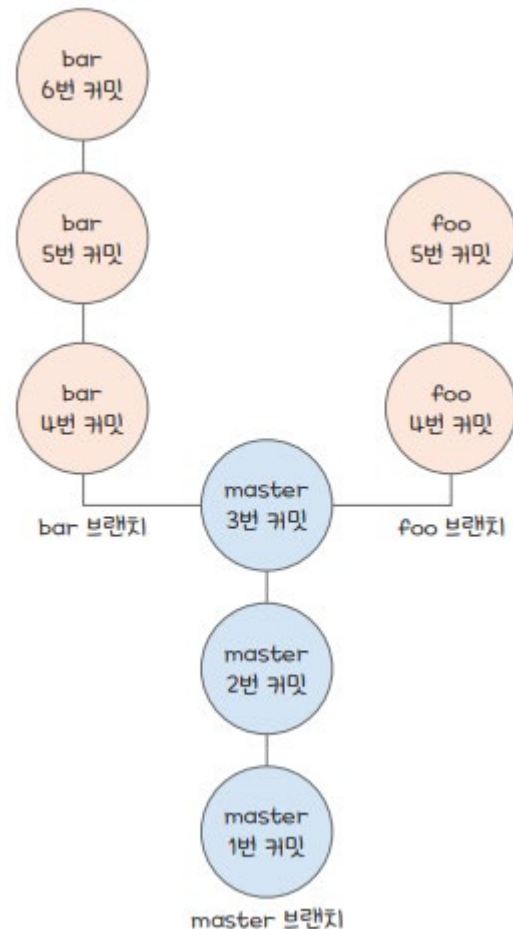 bar
6번 커밋
bar
5번 커밋
foo
5번 커밋
bar
4번 커밋
foo
4번 커밋
master
3번 커밋
bar 브랜치
foo 브랜치
master
2번 커밋
master
1번 커밋
master 브랜치